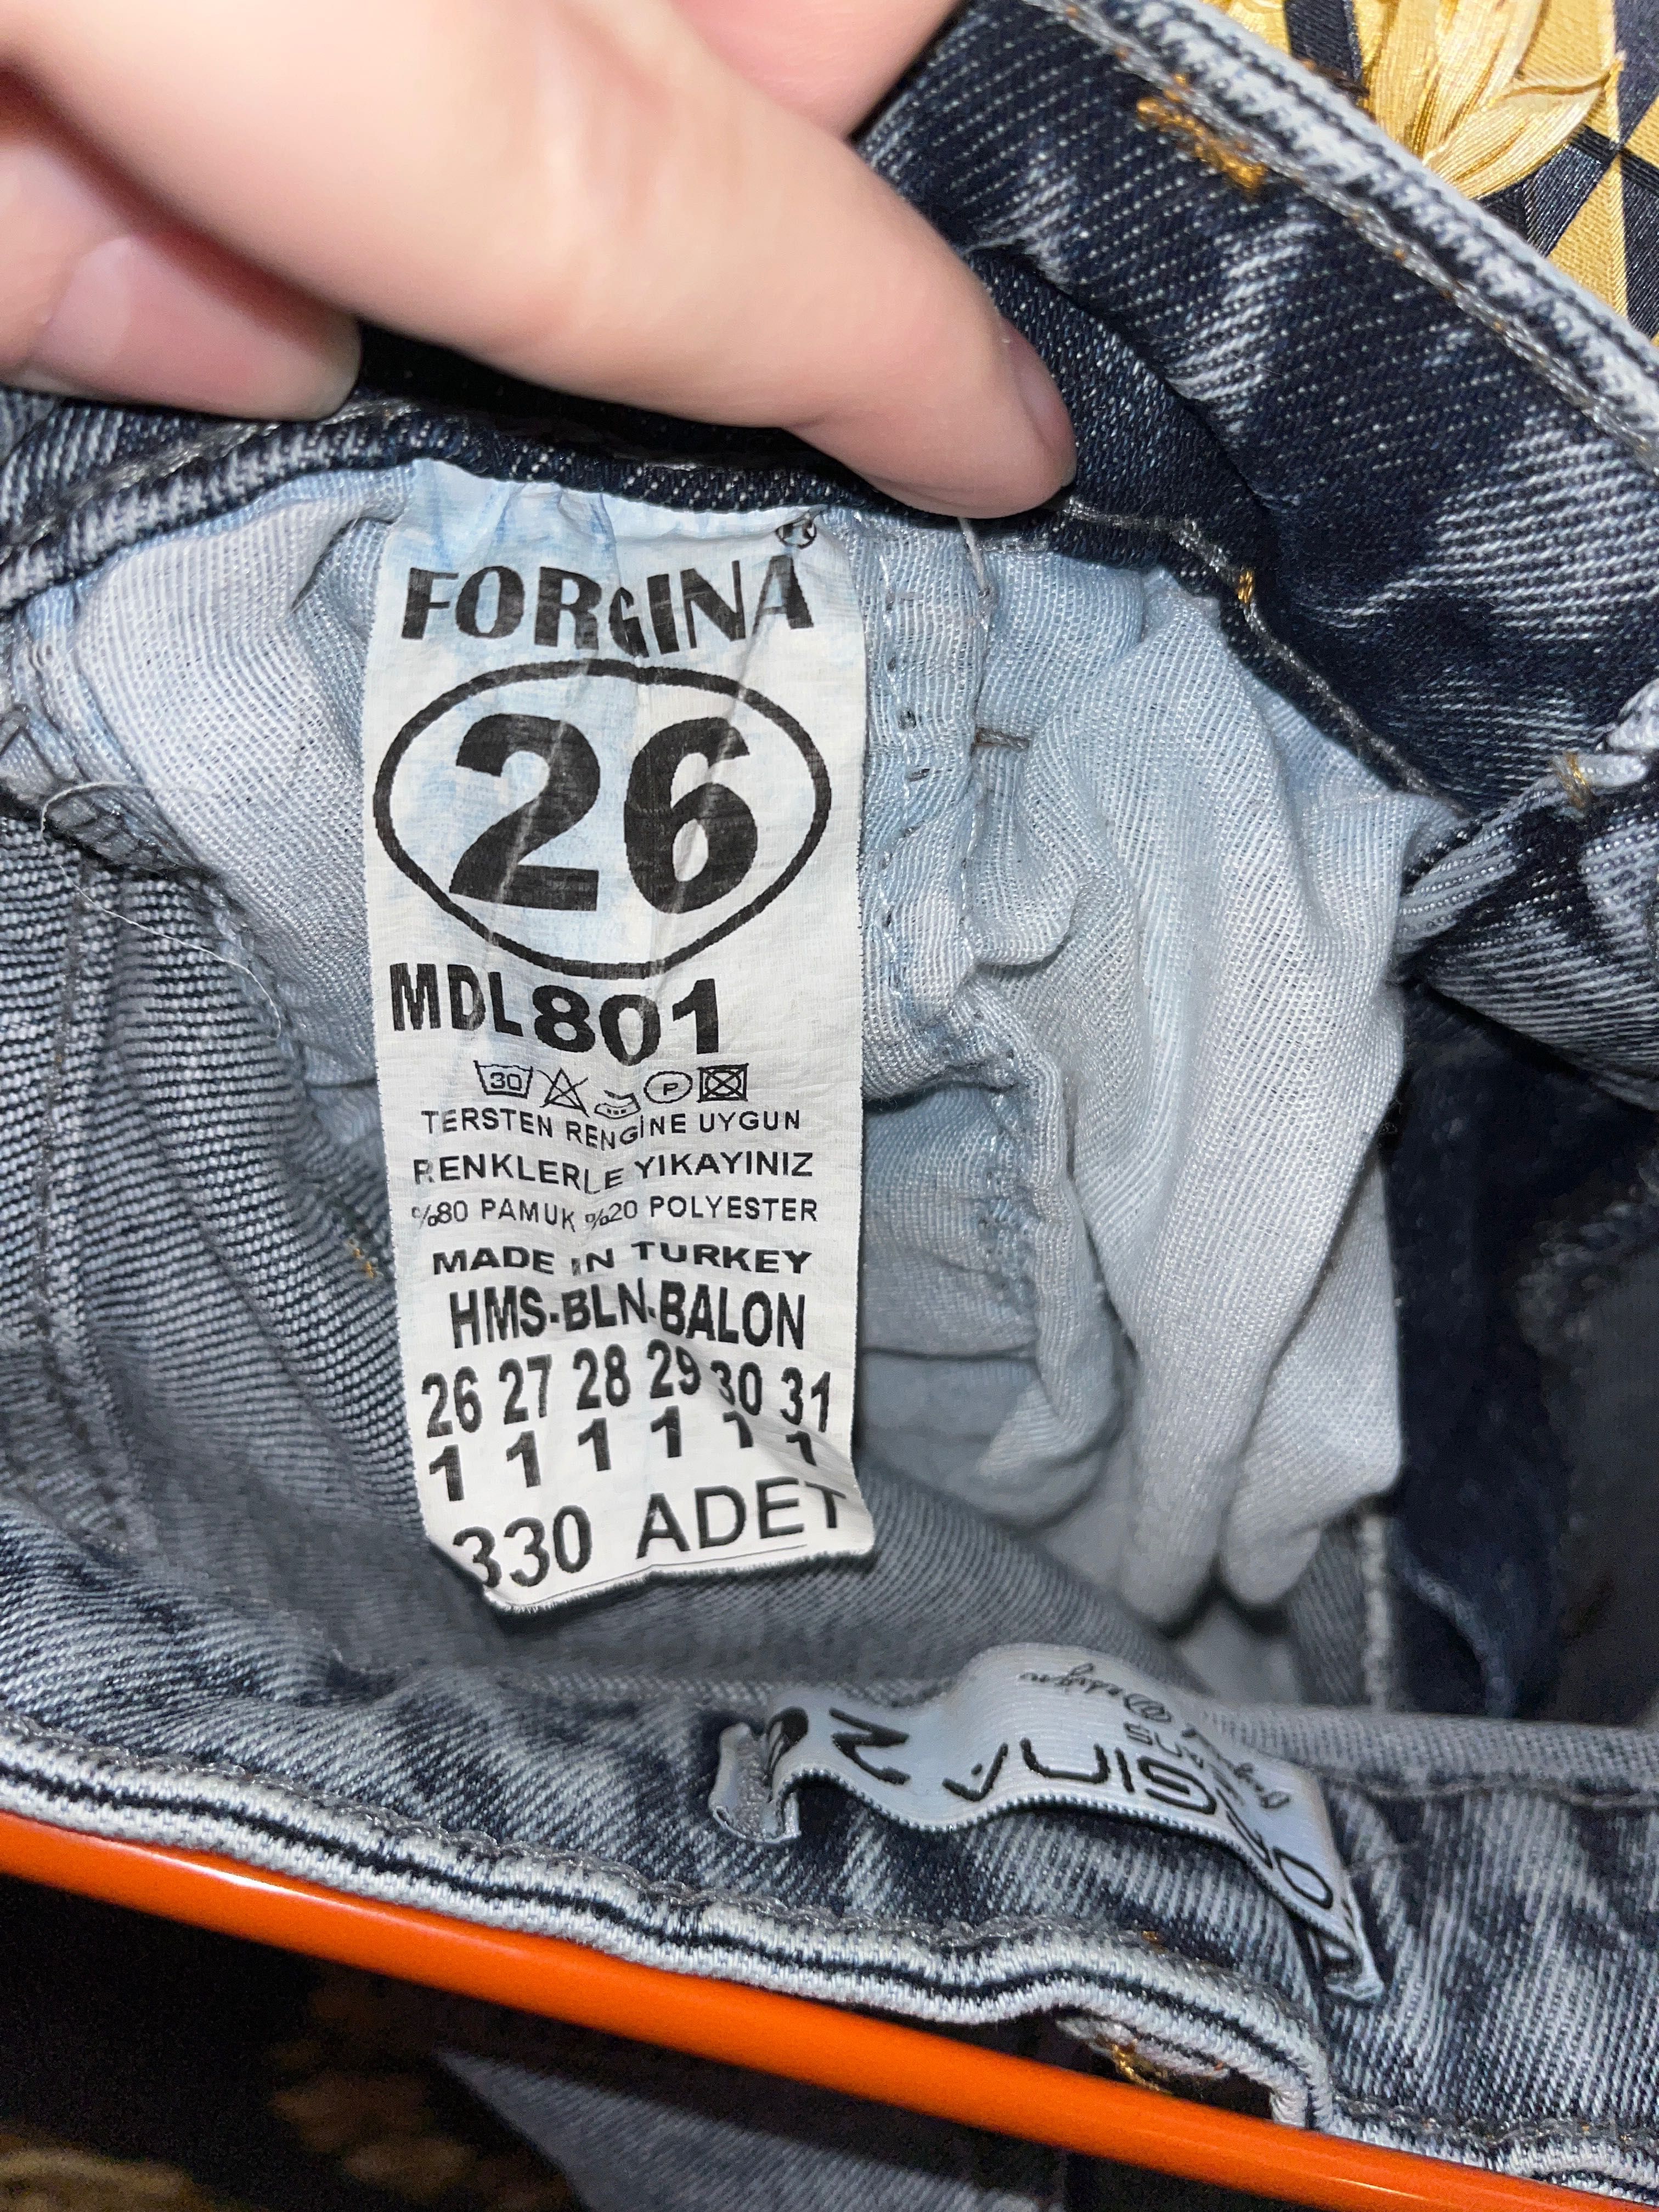 FORGINA
26
MDL801
30 P
TERSTEN RENGİNE UYGUN
RENKLERLE YIKAYINIZ
%80 PAMUK %20 POLYESTER
MADE IN TURKEY
HMS-BLN-BALON
26 27 28 29 30 31
1 1 1 1 1 1
330 ADET